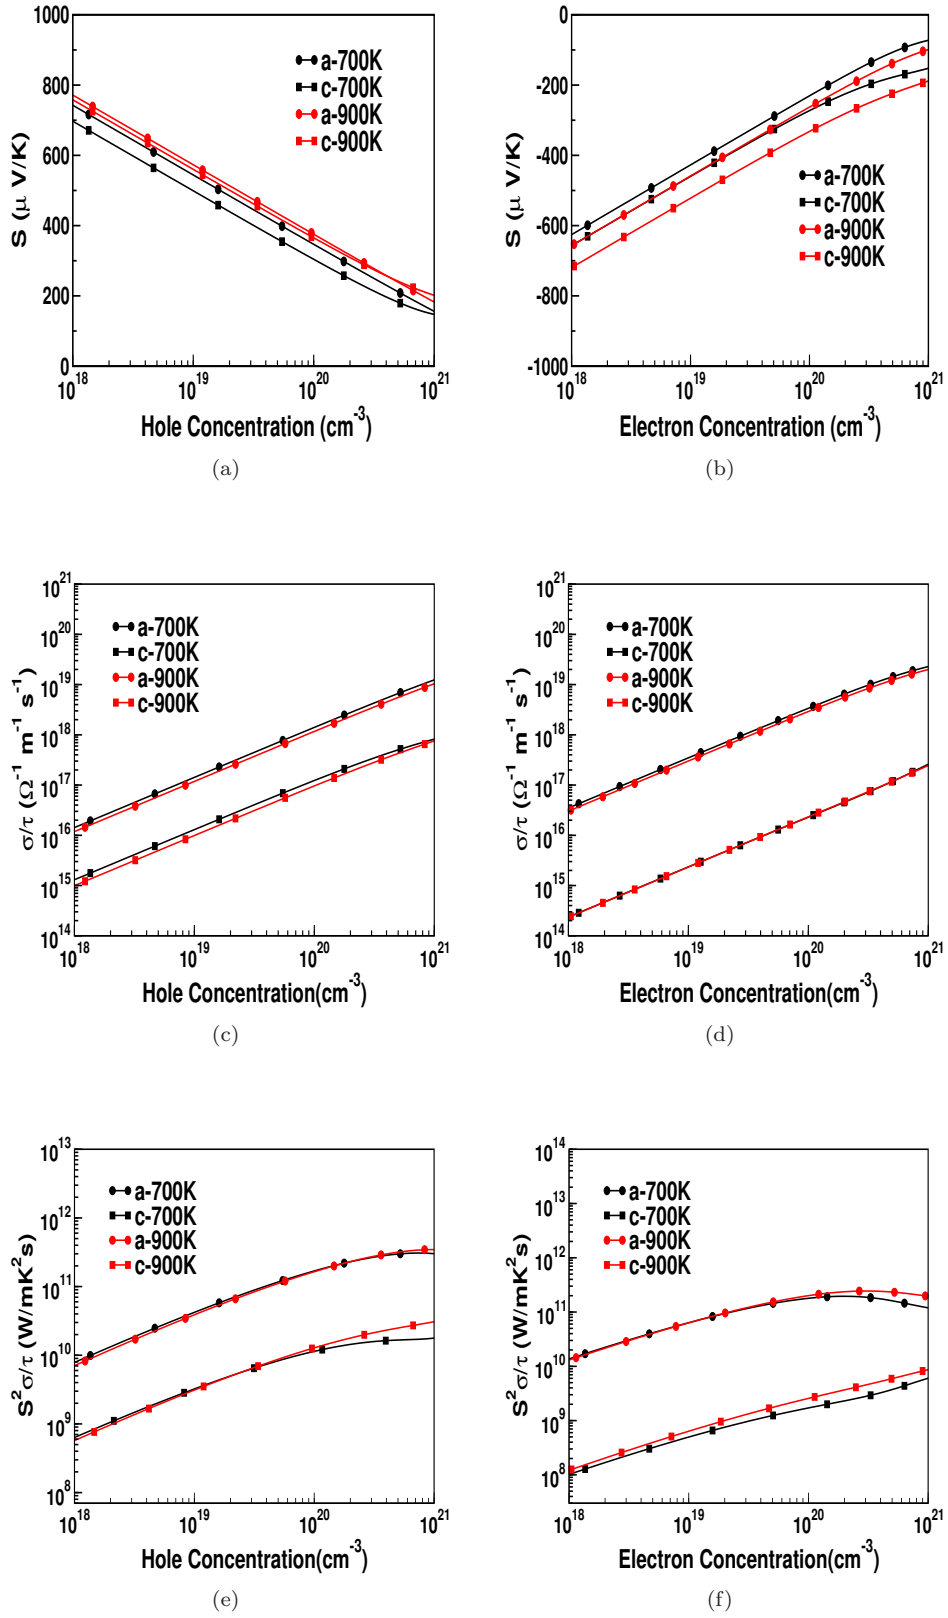 1000
800
600
400
200
0
S (μ V/K)
a-700K
c-700K
a-900K
c-900K
10^18 10^19 10^20 10^21
Hole Concentration (cm^-3)
(a)
0
-200
-400
-600
-800
-1000
S (μ V/K)
a-700K
c-700K
a-900K
c-900K
10^18 10^19 10^20 10^21
Electron Concentration (cm^-3)
(b)
10^21
10^20
10^19
10^18
10^17
10^16
10^15
10^14
σ/τ (Ω^-1 m^-1 s^-1)
a-700K
c-700K
a-900K
c-900K
10^18 10^19 10^20 10^21
Hole Concentration(cm^-3)
(c)
10^21
10^20
10^19
10^18
10^17
10^16
10^15
10^14
σ/τ (Ω^-1 m^-1 s^-1)
a-700K
c-700K
a-900K
c-900K
10^18 10^19 10^20 10^21
Electron Concentration(cm^-3)
(d)
10^13
10^12
10^11
10^10
10^9
10^8
S^2σ/τ (W/mK^2s)
a-700K
c-700K
a-900K
c-900K
10^18 10^19 10^20 10^21
Hole Concentration(cm^-3)
(e)
10^14
10^13
10^12
10^11
10^10
10^9
10^8
S^2σ/τ (W/mK^2s)
a-700K
c-700K
a-900K
c-900K
10^18 10^19 10^20 10^21
Electron Concentration(cm^-3)
(f)